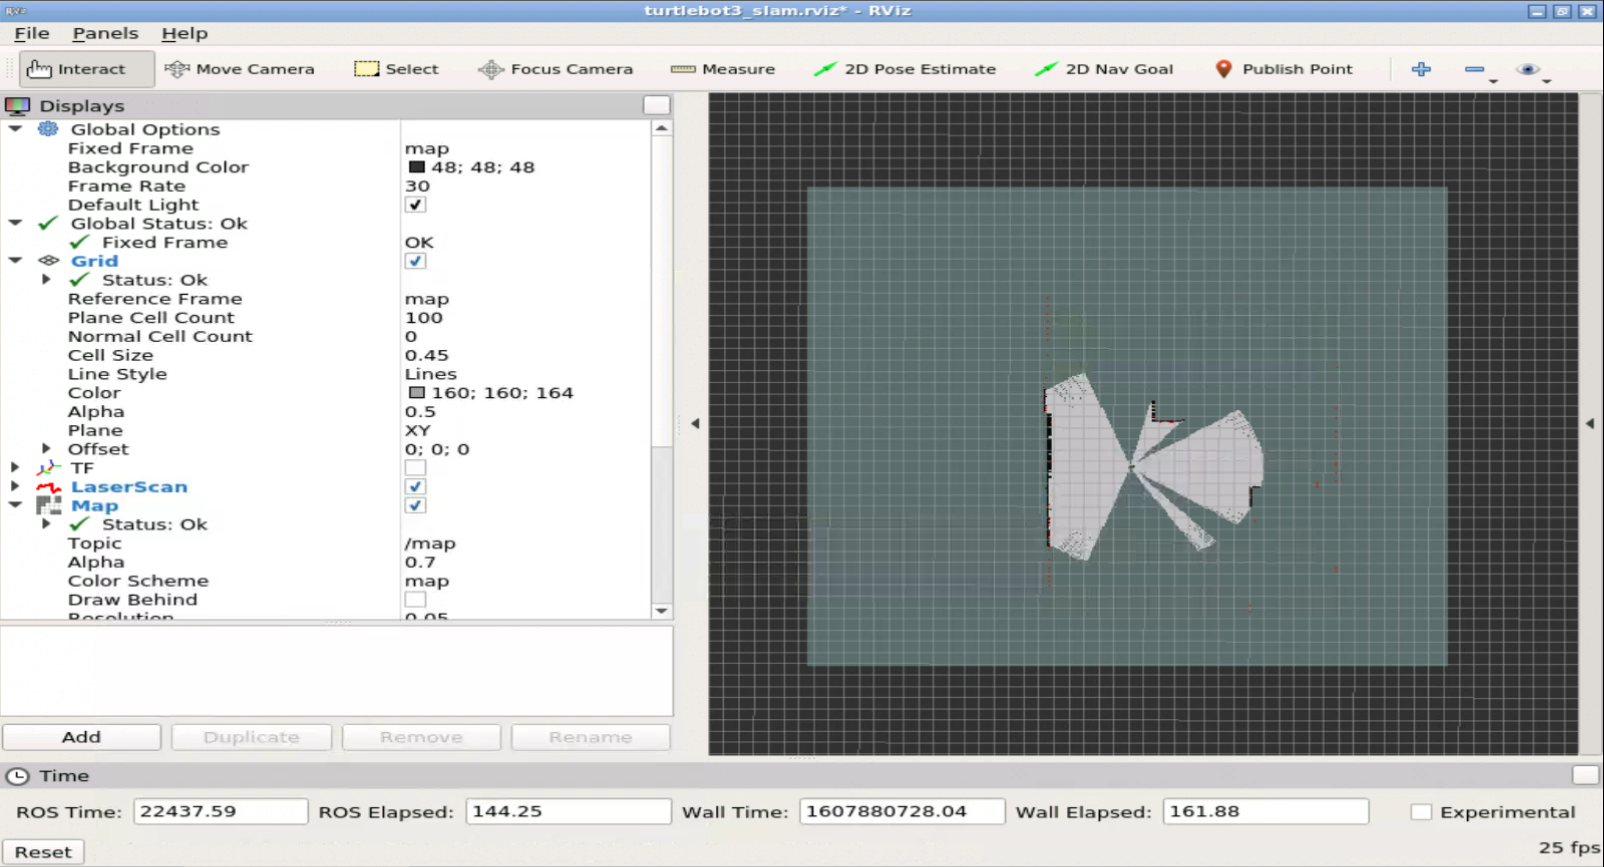 RViz turtlebot3_slam.rviz* - RViz
File Panels Help
Interact Move Camera Select Focus Camera Measure 2D Pose Estimate 2D Nav Goal Publish Point
Displays
Global Options
Fixed Frame map
Background Color 48; 48; 48
Frame Rate 30
Default Light
Global Status: Ok
Fixed Frame OK
Grid
Status: Ok
Reference Frame map
Plane Cell Count 100
Normal Cell Count 0
Cell Size 0.45
Line Style Lines
Color 160; 160; 164
Alpha 0.5
Plane XY
Offset 0; 0; 0
TF
LaserScan
Map
Status: Ok
Topic /map
Alpha 0.7
Color Scheme map
Draw Behind
Resolution 0.05
Add Duplicate Remove Rename
Time
ROS Time: 22437.59 ROS Elapsed: 144.25 Wall Time: 1607880728.04 Wall Elapsed: 161.88 Experimental
Reset 25 fps